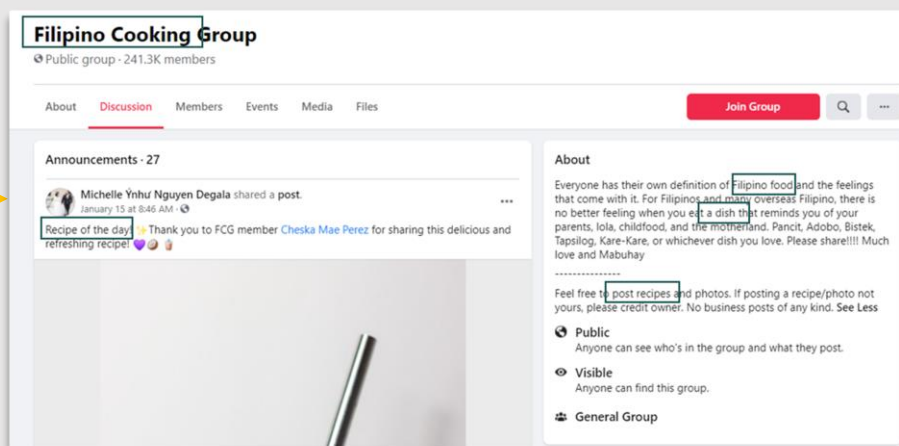 Filipino Cooking Group
Public group · 241.3K members
About Discussion Members Events Media Files
Join Group
Announcements · 27
Michelle Ýnhư Nguyen Degala shared a post.
January 15 at 8:46 AM ·
Recipe of the day! ✨Thank you to FCG member Cheska Mae Perez for sharing this delicious and
refreshing recipe! 💜🥥🧋
About
Everyone has their own definition of Filipino food and the feelings
that come with it. For Filipinos and many overseas Filipino, there is
no better feeling when you eat a dish that reminds you of your
parents, lola, childfood, and the motherland. Pancit, Adobo, Bistek,
Tapsilog, Kare-Kare, or whichever dish you love. Please share!!!! Much
love and Mabuhay
---------------
Feel free to post recipes and photos. If posting a recipe/photo not
yours, please credit owner. No business posts of any kind. See Less
Public
Anyone can see who's in the group and what they post.
Visible
Anyone can find this group.
General Group